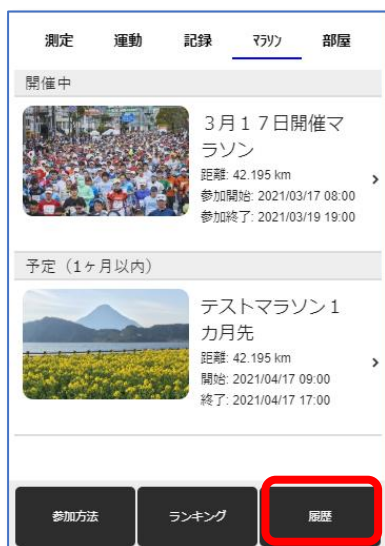 測定 運動 記録 マラソン 部屋
開催中
3月17日開催マ
ラソン
距離: 42.195 km
参加開始: 2021/03/17 08:00
参加終了: 2021/03/19 19:00
予定（1ヶ月以内）
テストマラソン1
カ月先
距離: 42.195 km
開始: 2021/04/17 09:00
終了: 2021/04/17 17:00
参加方法 ランキング 履歴